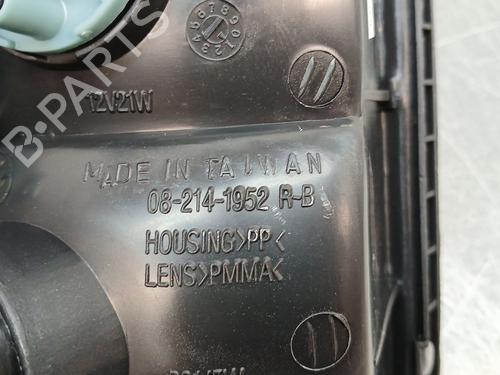 12V21W
MADE IN TAIWAN
08-214-1952 R-B
HOUSING>PP<
LENS>PMMA<
B-PARTS